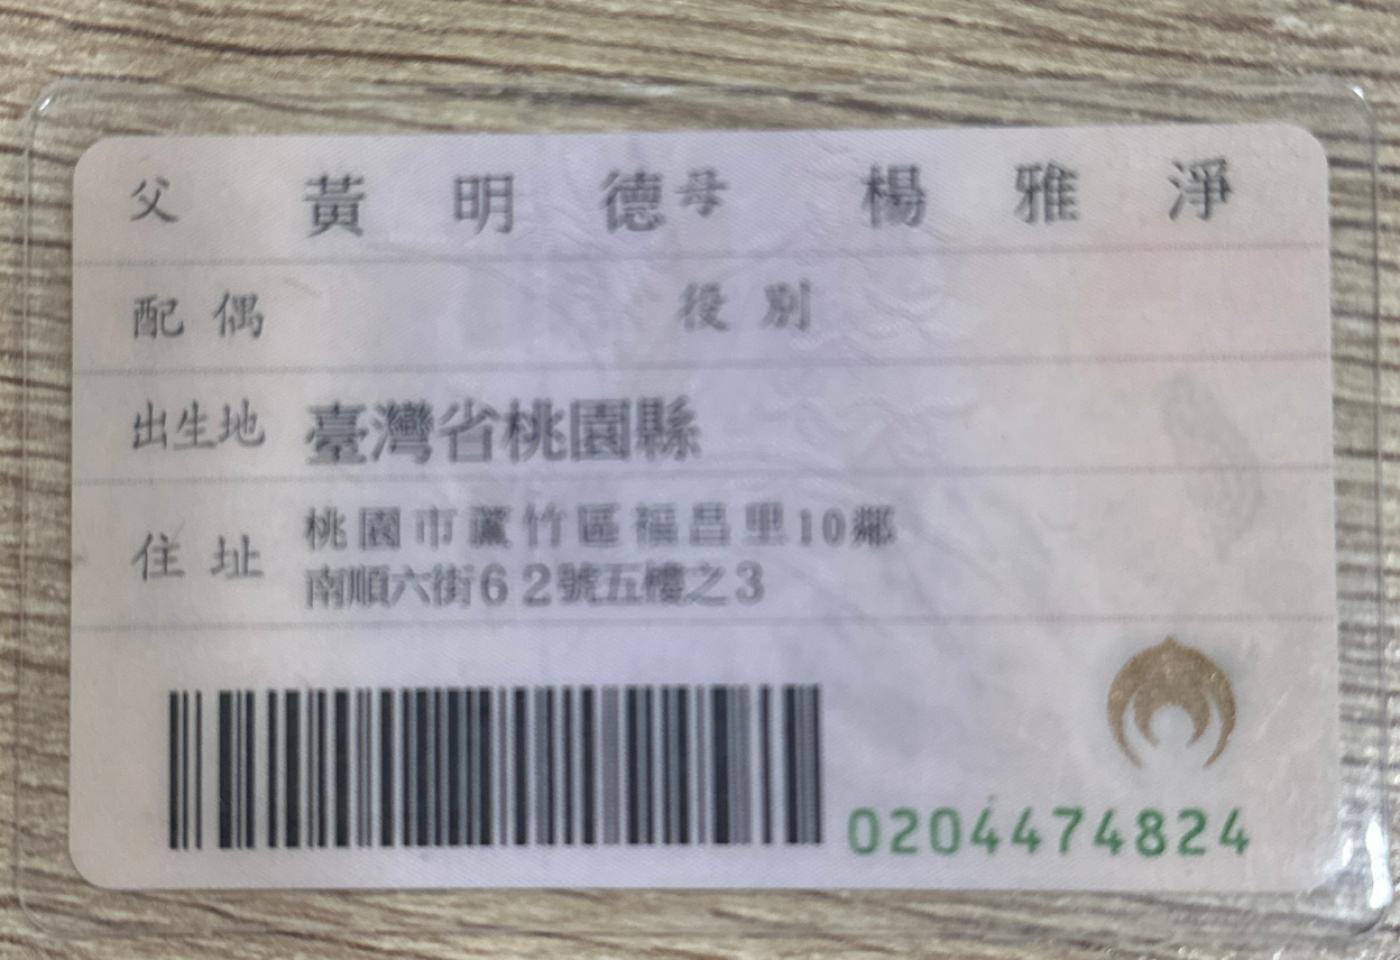 父 黃明德 母 楊雅淨
配偶 役別
出生地 臺灣省桃園縣
住址 桃園市蘆竹區福昌里10鄰
南順六街62號五樓之3
0204474824